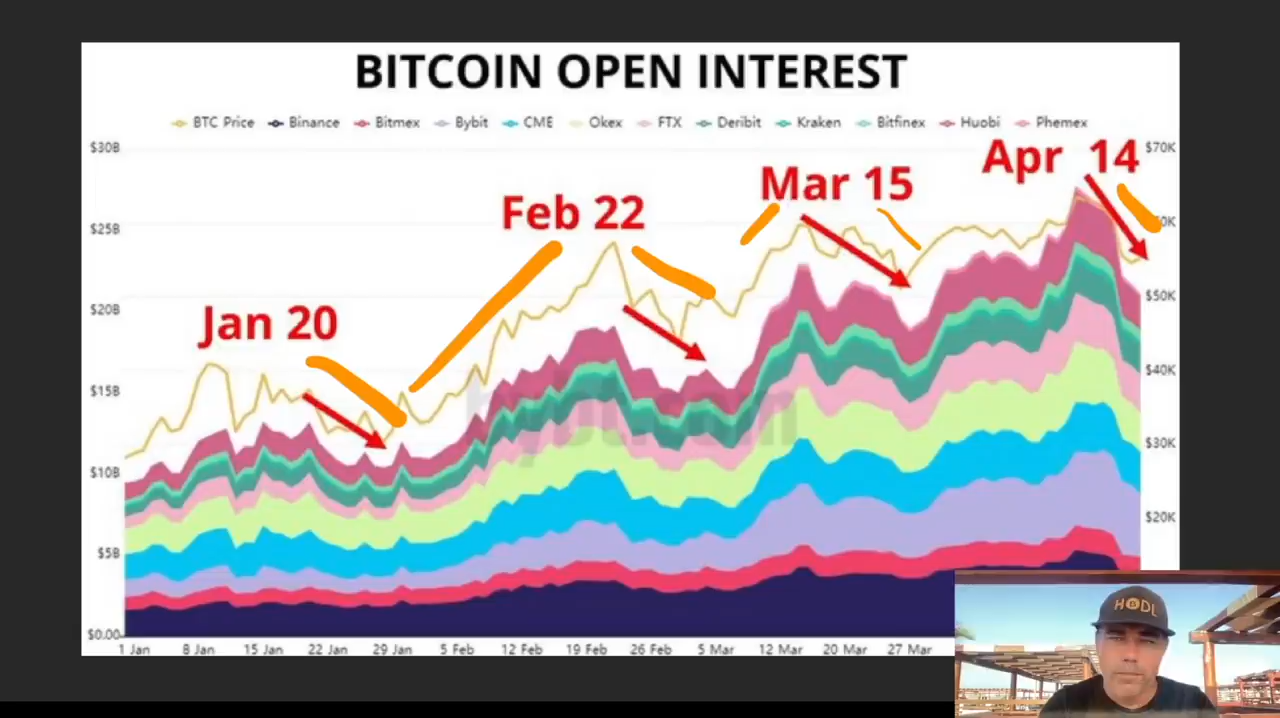 BITCOIN OPEN INTEREST
BTC Price Binance Bitmex Bybit CME Okex FTX Deribit Kraken Bitfinex Huobi Phemex
$30B
$25B
$20B
$15B
$10B
$5B
$0.00
Jan 20
Feb 22
Mar 15
Apr 14
$70K
$50K
$40K
$30K
$20K
bybt.com
1 Jan 8 Jan 15 Jan 22 Jan 29 Jan 5 Feb 12 Feb 19 Feb 26 Feb 5 Mar 12 Mar 20 Mar 27 Mar
HODL